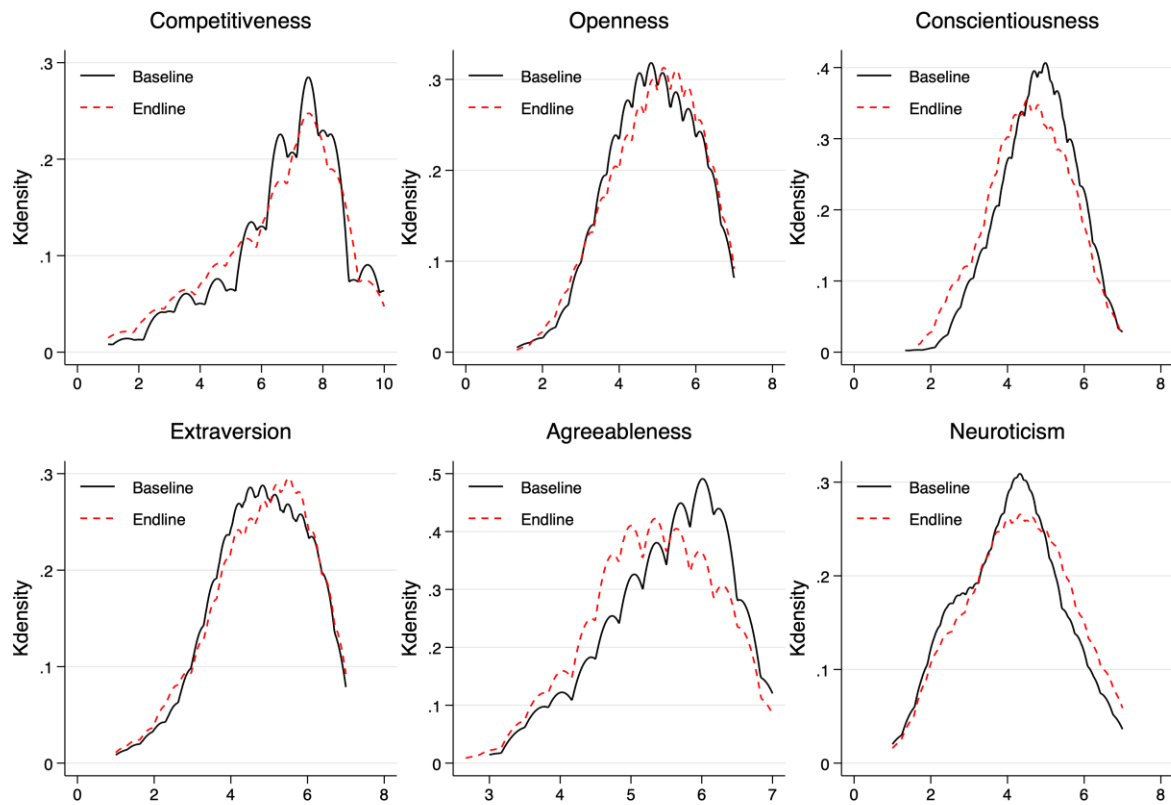 Competitiveness
Kdensity
.3
.2
.1
0
Baseline
Endline
0 2 4 6 8 10
Openness
Kdensity
.3
.2
.1
0
Baseline
Endline
0 2 4 6 8
Conscientiousness
Kdensity
.4
.3
.2
.1
0
Baseline
Endline
0 2 4 6 8
Extraversion
Kdensity
.3
.2
.1
0
Baseline
Endline
0 2 4 6 8
Agreeableness
Kdensity
.5
.4
.3
.2
.1
0
Baseline
Endline
3 4 5 6 7
Neuroticism
Kdensity
.3
.2
.1
0
Baseline
Endline
0 2 4 6 8